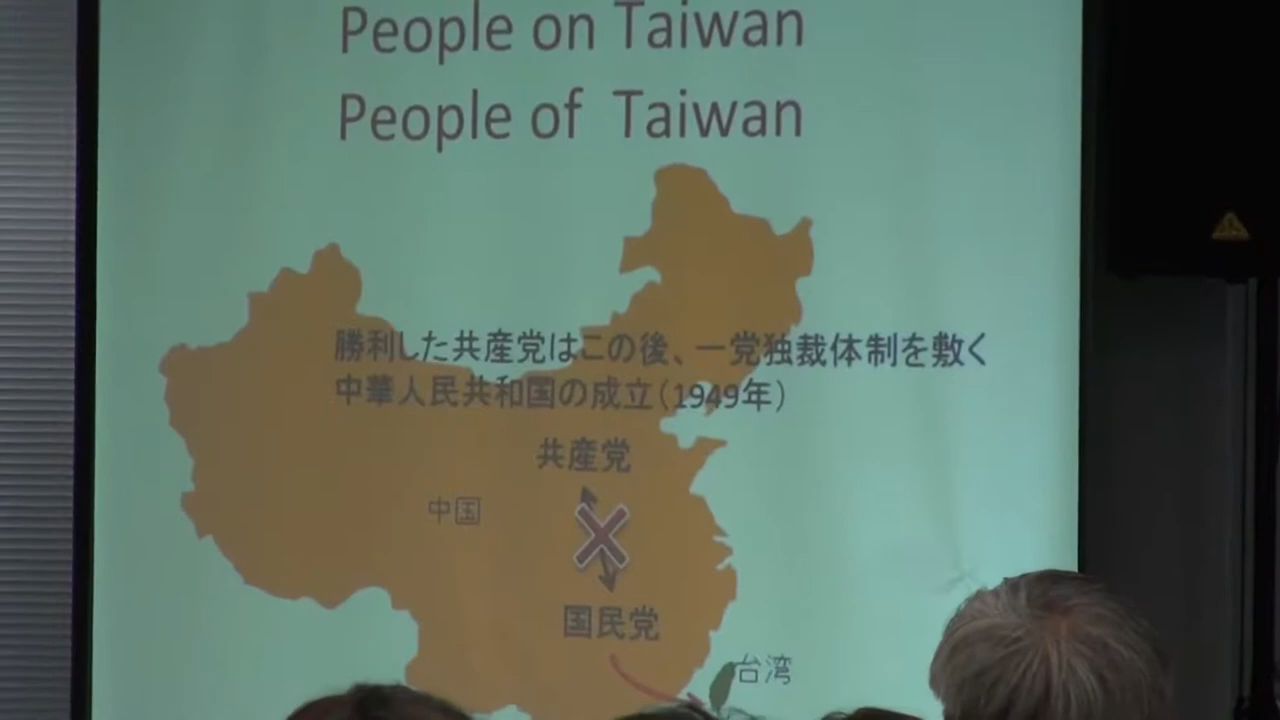 People on Taiwan
People of Taiwan
勝利した共産党はこの後、一党独裁体制を敷く
中華人民共和国の成立(1949年)
共産党
中国
国民党
台湾